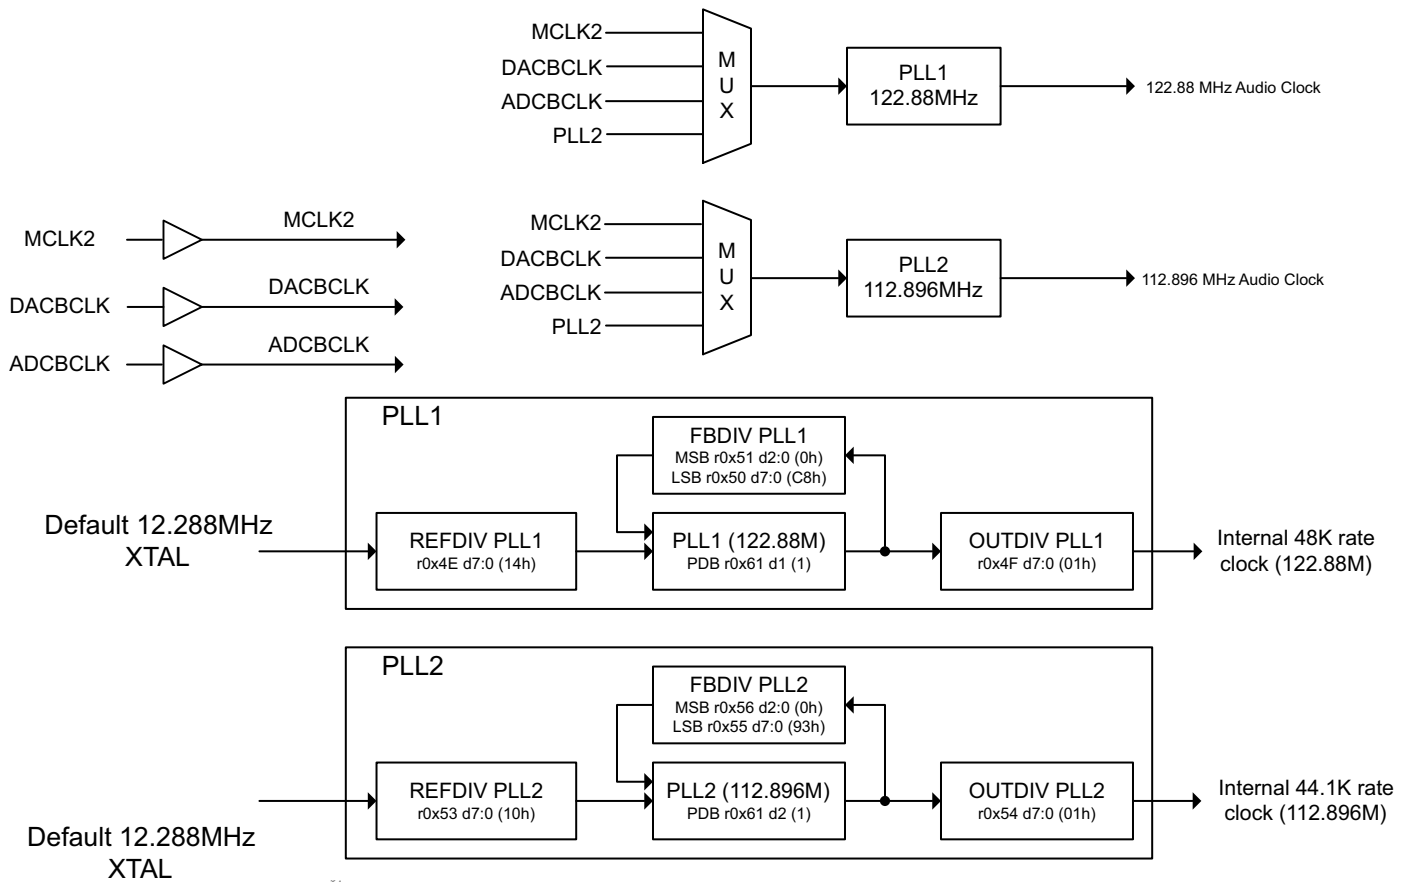 MCLK2
DACBCLK
ADCBCLK
PLL2
M
U
X
PLL1
122.88MHz
122.88 MHz Audio Clock
MCLK2
MCLK2
DACBCLK
DACBCLK
ADCBCLK
ADCBCLK
MCLK2
DACBCLK
ADCBCLK
PLL2
M
U
X
PLL2
112.896MHz
112.896 MHz Audio Clock
PLL1
FBDIV PLL1
MSB r0x51 d2:0 (0h)
LSB r0x50 d7:0 (C8h)
Default 12.288MHz
XTAL
REFDIV PLL1
r0x4E d7:0 (14h)
PLL1 (122.88M)
PDB r0x61 d1 (1)
OUTDIV PLL1
r0x4F d7:0 (01h)
Internal 48K rate
clock (122.88M)
PLL2
FBDIV PLL2
MSB r0x56 d2:0 (0h)
LSB r0x55 d7:0 (93h)
Default 12.288MHz
XTAL
REFDIV PLL2
r0x53 d7:0 (10h)
PLL2 (112.896M)
PDB r0x61 d2 (1)
OUTDIV PLL2
r0x54 d7:0 (01h)
Internal 44.1K rate
clock (112.896M)